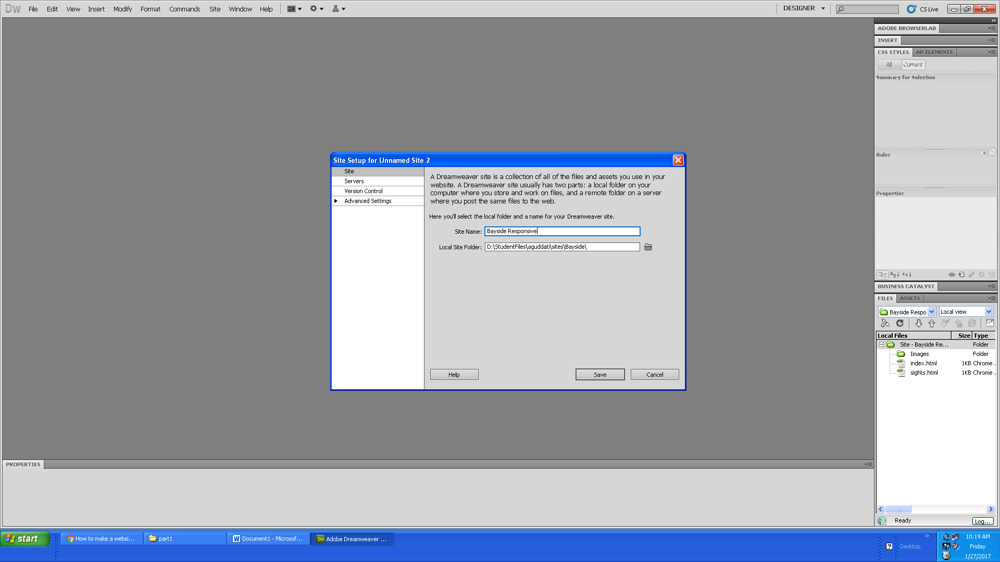 Dw File Edit View Insert Modify Format Commands Site Window Help DESIGNER CS Live
ADOBE BROWSERLAB
INSERT
CSS STYLES AP ELEMENTS
All Current
Summary for Selection
Rules
Properties
Site Setup for Unnamed Site 2
Site
Servers
Version Control
Advanced Settings
A Dreamweaver site is a collection of all of the files and assets you use in your
website. A Dreamweaver site usually has two parts: a local folder on your
computer where you store and work on files, and a remote folder on a server
where you post the same files to the web.
Here you'll select the local folder and a name for your Dreamweaver site.
Site Name: Bayside Responsive
Local Site Folder: D:\StudentFiles\aguddati\sites\Bayside\
Help Save Cancel
BUSINESS CATALYST
FILES ASSETS
Bayside Respo Local view
Local Files Size Type
Site - Bayside Re... Folder
Images Folder
index.html 1KB Chrome
sights.html 1KB Chrome
Ready Log...
PROPERTIES
start How to make a websi... part1 Document1 - Microsof... Adobe Dreamweaver ... Desktop
10:19 AM
Friday
1/27/2017